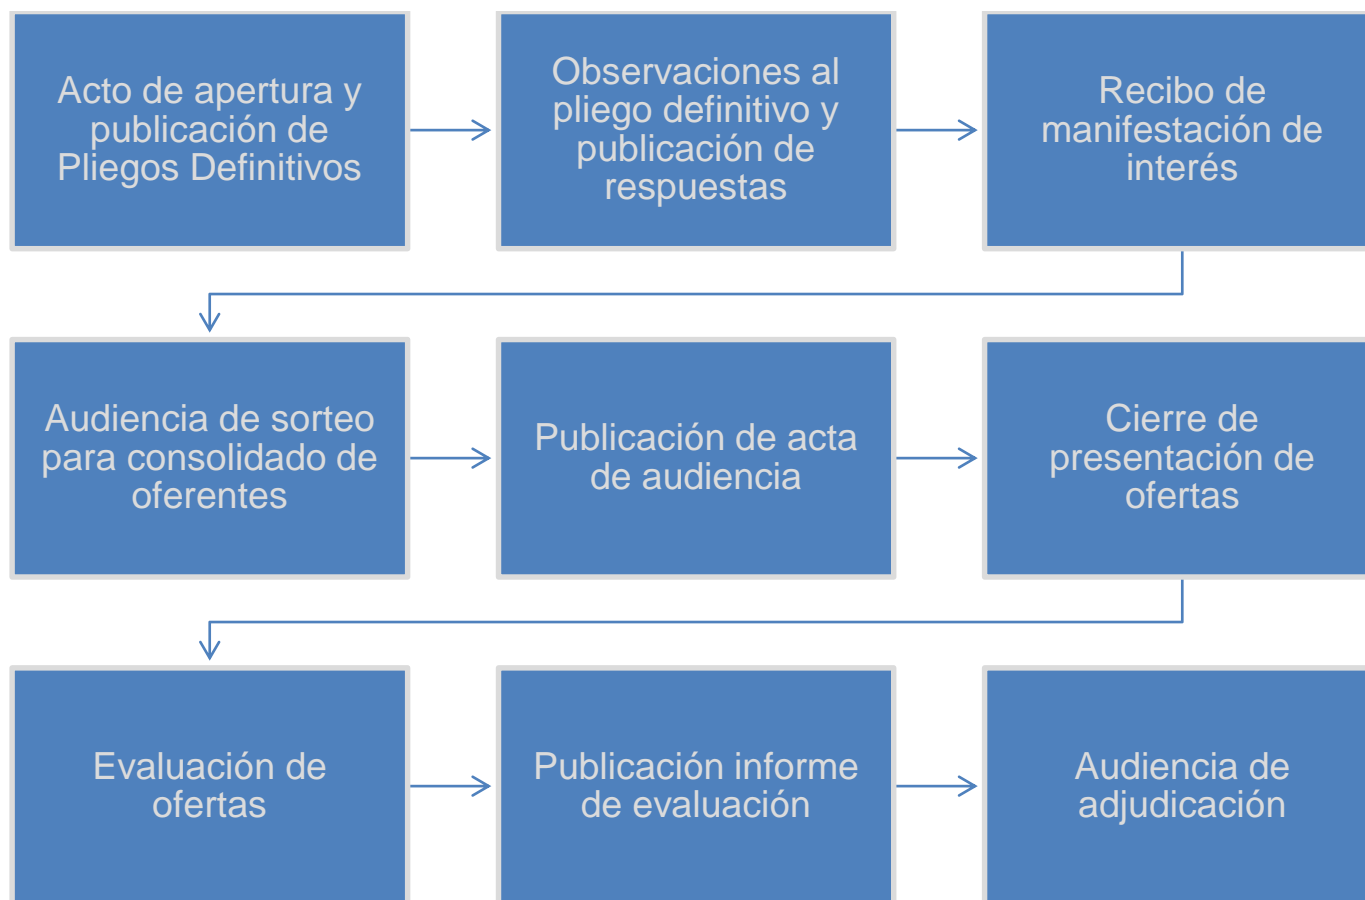 Acto de apertura y
publicación de
Pliegos Definitivos
Observaciones al
pliego definitivo y
publicación de
respuestas
Recibo de
manifestación de
interés
Audiencia de sorteo
para consolidado de
oferentes
Publicación de acta
de audiencia
Cierre de
presentación de
ofertas
Evaluación de
ofertas
Publicación informe
de evaluación
Audiencia de
adjudicación